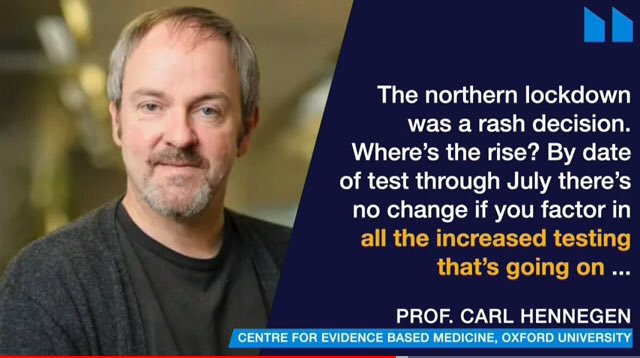 The northern lockdown
was a rash decision.
Where's the rise? By date
of test through July there's
no change if you factor in
all the increased testing
that's going on ...
PROF. CARL HENNEGEN
CENTRE FOR EVIDENCE BASED MEDICINE, OXFORD UNIVERSITY